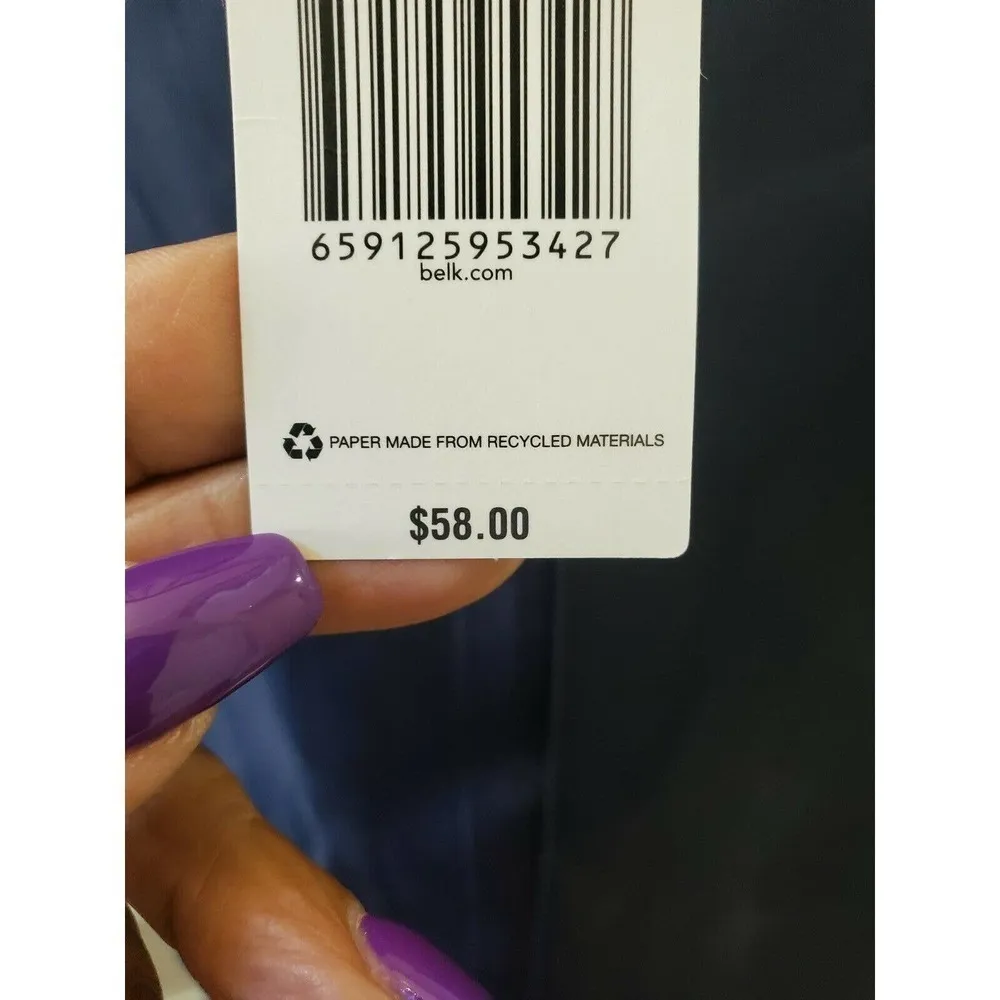 659125953427
belk.com
PAPER MADE FROM RECYCLED MATERIALS
$58.00